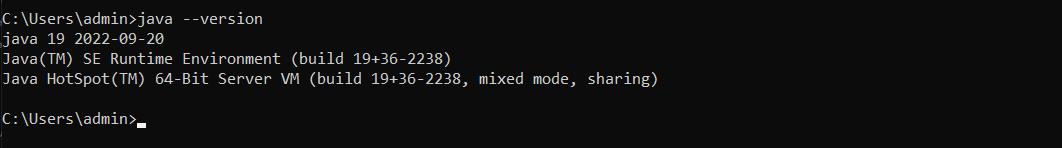 C:\Users\admin>java --version
java 19 2022-09-20
Java(TM) SE Runtime Environment (build 19+36-2238)
Java HotSpot(TM) 64-Bit Server VM (build 19+36-2238, mixed mode, sharing)
C:\Users\admin>